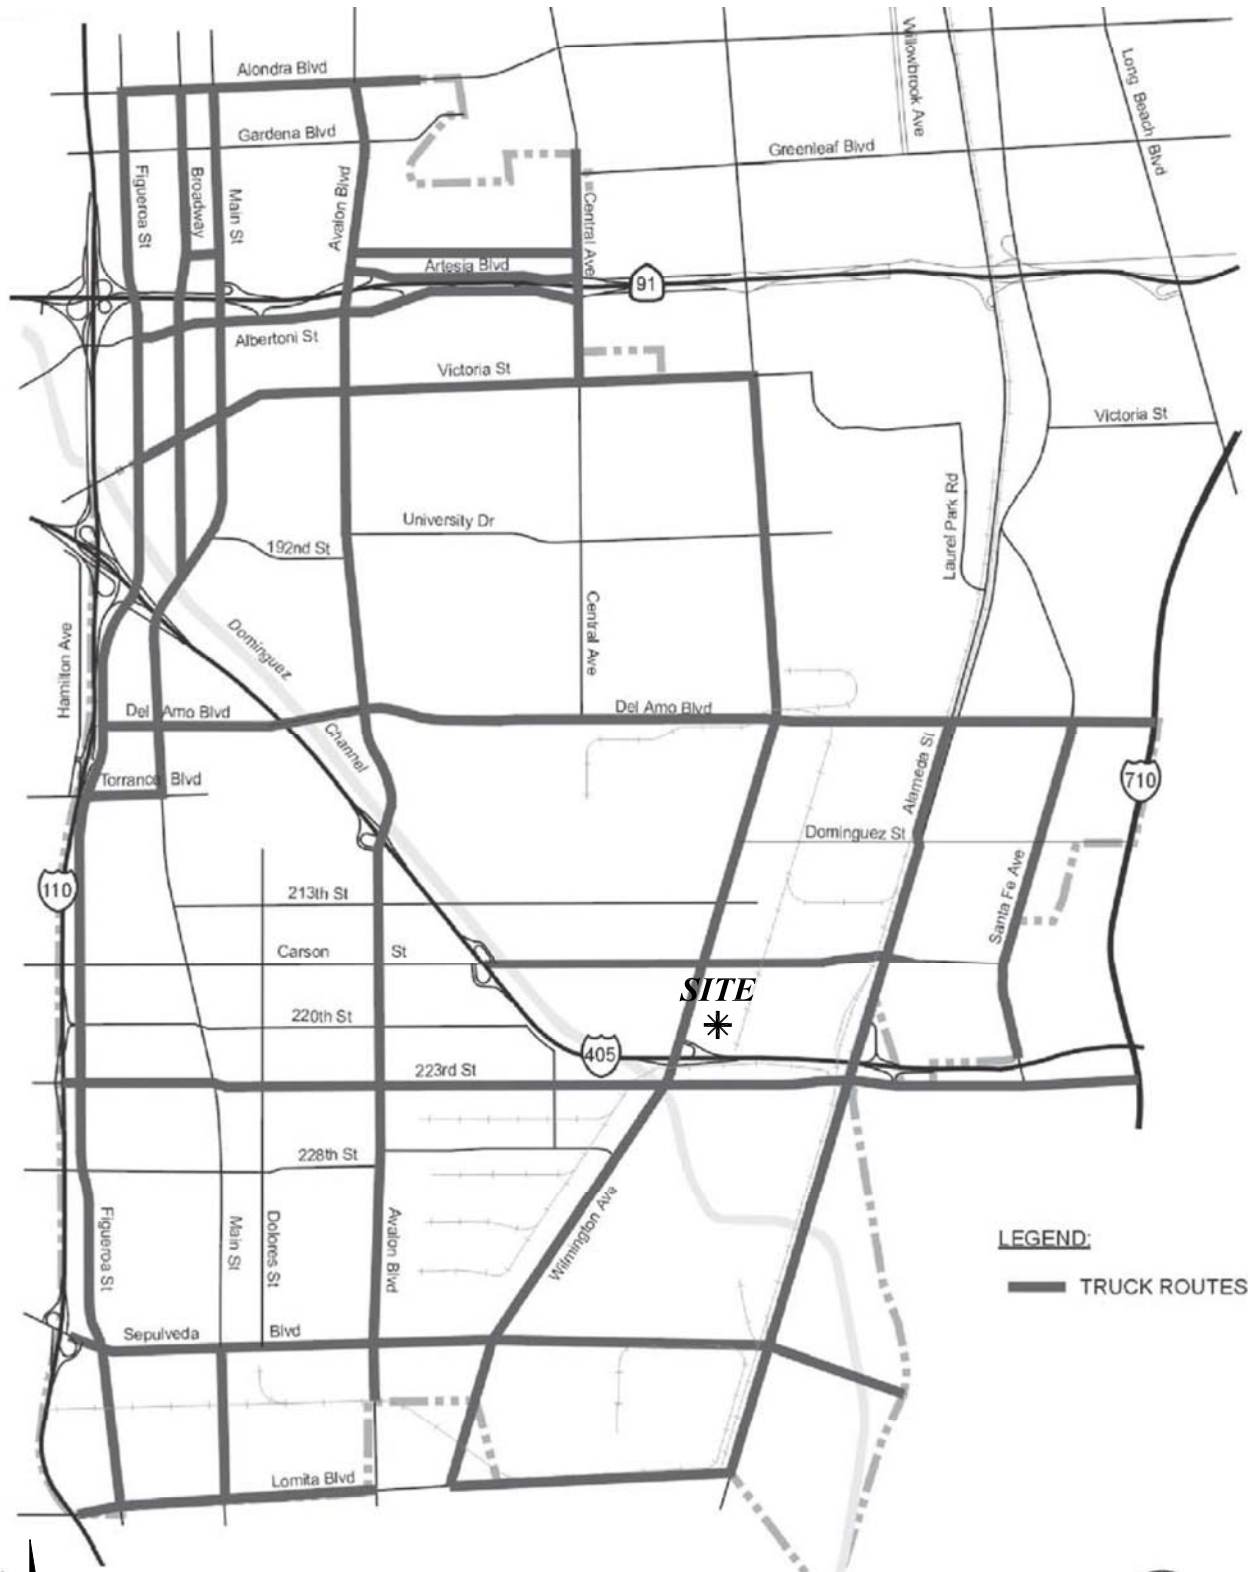 Alondra Blvd
Willowbrook Ave
Long Beach Blvd
Gardena Blvd
Greenleaf Blvd
Figueroa St
Broadway
Main St
Avalon Blvd
Central Ave
Artesia Blvd
91
Albertoni St
Victoria St
Victoria St
University Dr
192nd St
Laurel Park Rd
Central Ave
Hamilton Ave
Dominguez
Channel
Del Amo Blvd
Del Amo Blvd
Torrance Blvd
Alameda St
710
Dominguez St
110
213th St
Santa Fe Ave
Carson St
SITE
220th St
405
223rd St
228th St
Figueroa St
Main St
Dolores St
Avalon Blvd
Wilmington Ave
LEGEND:
TRUCK ROUTES
Sepulveda Blvd
Lomita Blvd